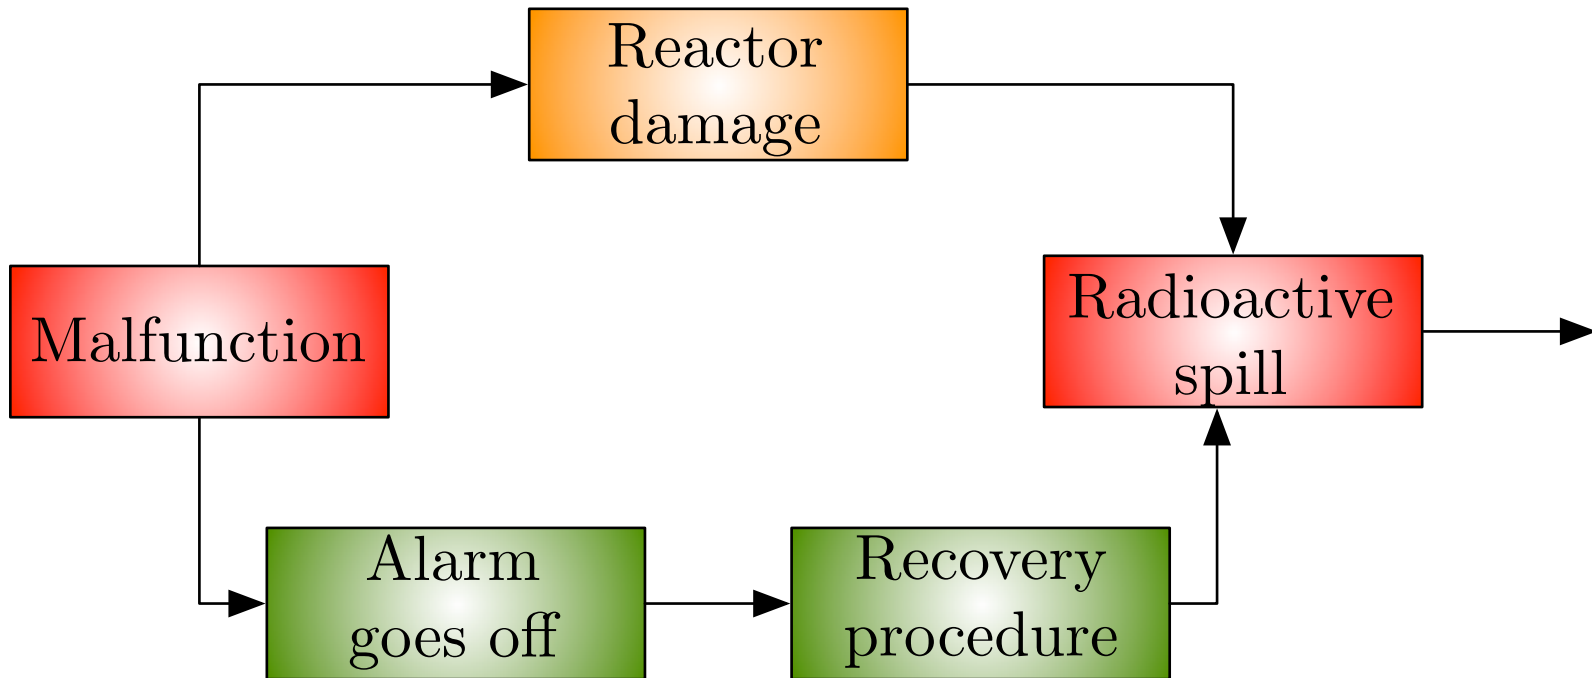 Reactor
damage
Malfunction
Radioactive
spill
Alarm
goes off
Recovery
procedure